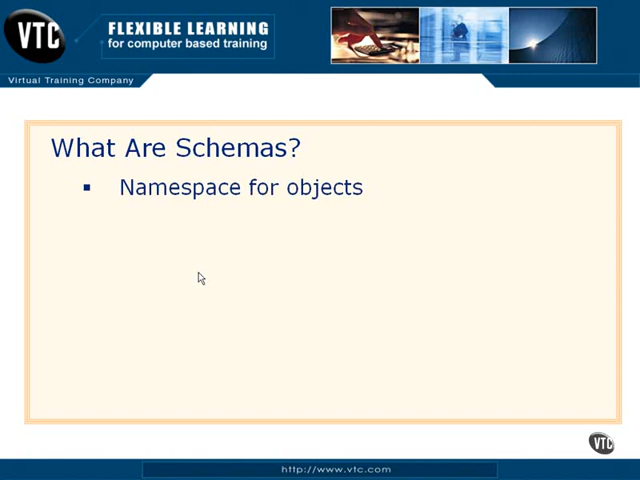 VTC
FLEXIBLE LEARNING
for computer based training
Virtual Training Company
What Are Schemas?
▪ Namespace for objects
VTC
http://www.vtc.com